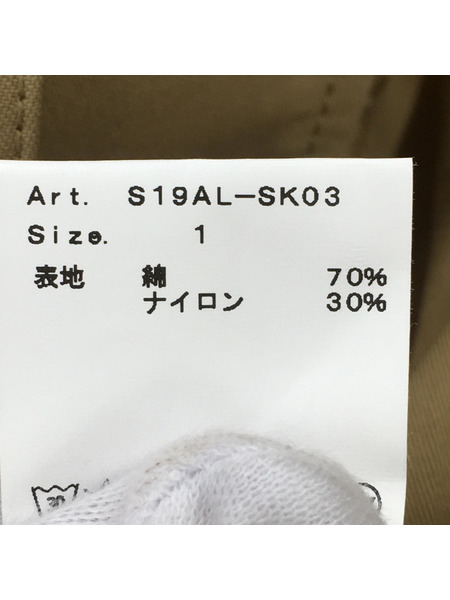 Art. S19AL-SK03
Size. 1
表地 綿 70%
ナイロン 30%